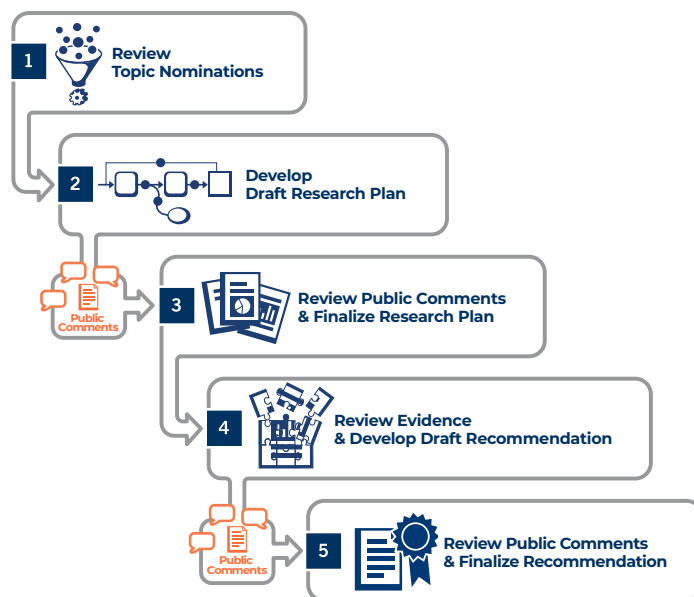 1
Review
Topic Nominations
2
Develop
Draft Research Plan
Public
Comments
3
Review Public Comments
& Finalize Research Plan
4
Review Evidence
& Develop Draft Recommendation
Public
Comments
5
Review Public Comments
& Finalize Recommendation